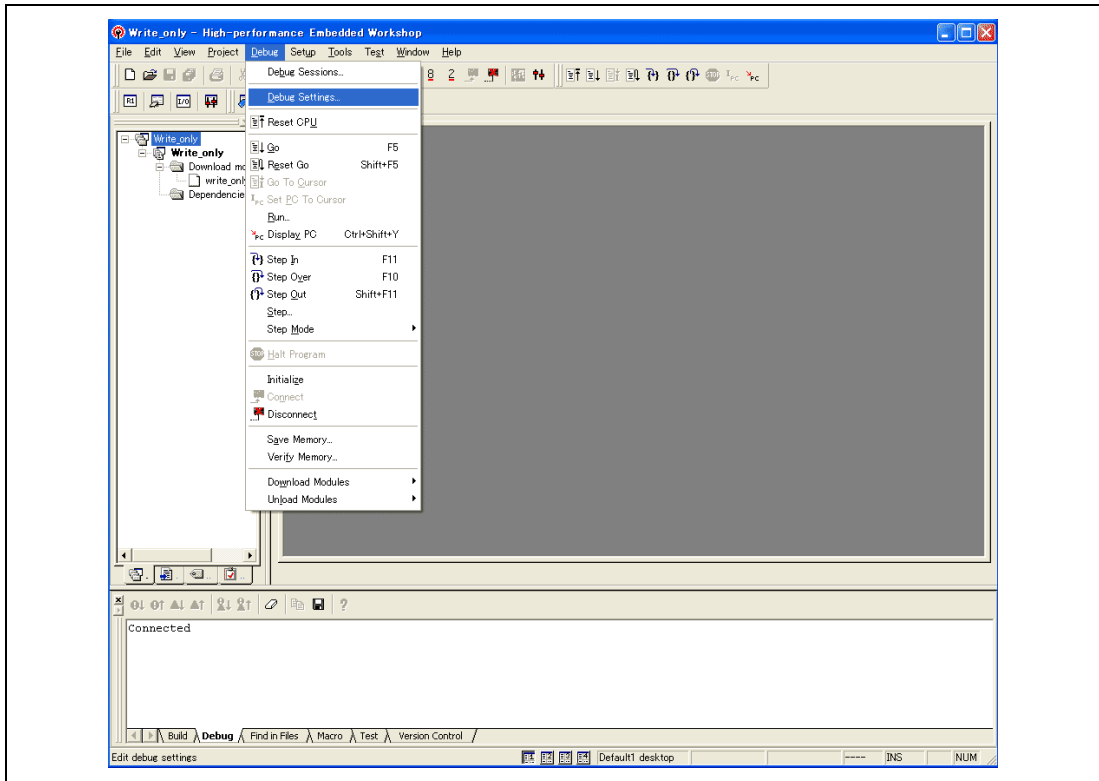 Write_only - High-performance Embedded Workshop
File Edit View Project Debug Setup Tools Test Window Help
8 2
R1 I/O
Write_only
Write_only
Dependencie
Debug Sessions...
Debug Settings...
Reset CPU
Go F5
Reset Go Shift+F5
Go To Cursor
Set PC To Cursor
Run...
Display PC Ctrl+Shift+Y
Step In F11
Step Over F10
Step Out Shift+F11
Step...
Step Mode
STOP Halt Program
Initialize
Connect
Disconnect
Save Memory...
Verify Memory...
Download Modules
Unload Modules
Connected
Build Debug Find in Files Macro Test Version Control
Edit debug settings Default1 desktop ---- INS NUM